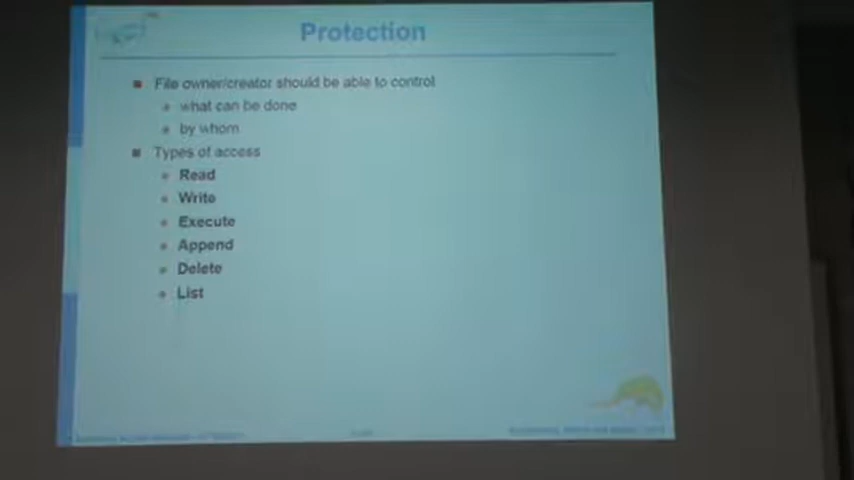 Protection
File owner/creator should be able to control
what can be done
by whom
Types of access
Read
Write
Execute
Append
Delete
List